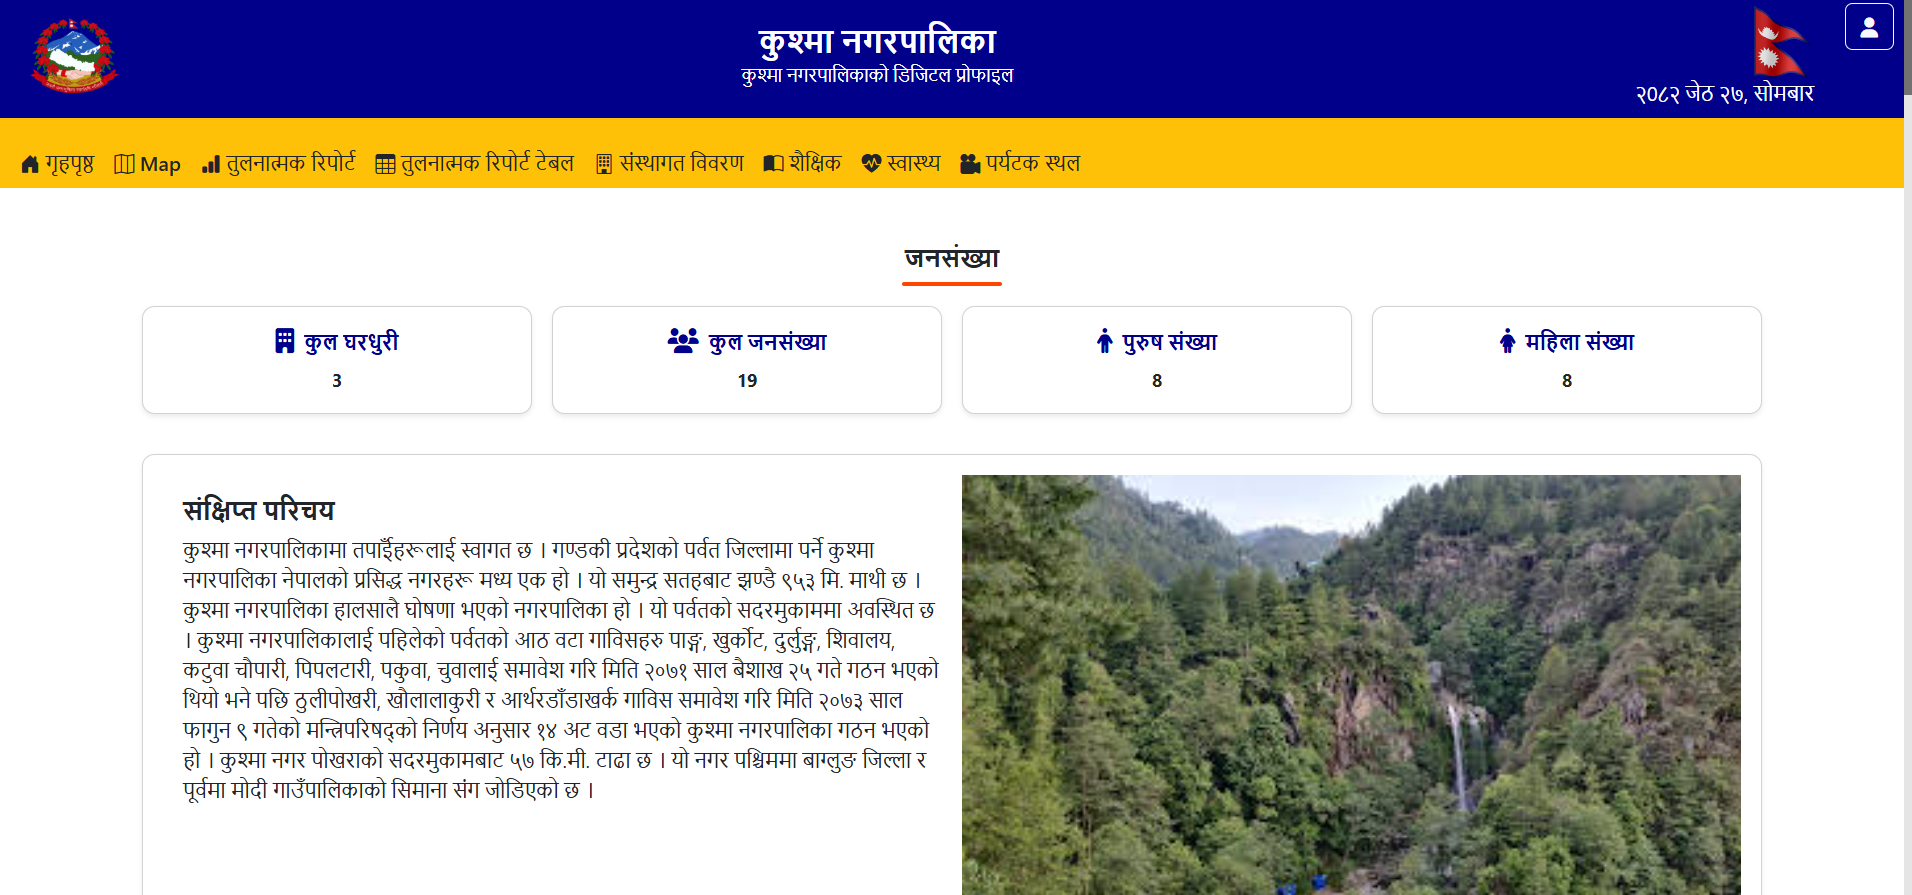 कुश्मा नगरपालिका
कुश्मा नगरपालिकाको डिजिटल प्रोफाइल
२०८२ जेठ २७, सोमबार
गृहपृष्ठ Map तुलनात्मक रिपोर्ट तुलनात्मक रिपोर्ट टेबल संस्थागत विवरण शैक्षिक स्वास्थ्य पर्यटक स्थल
जनसंख्या
कुल घरधुरी
3
कुल जनसंख्या
19
पुरुष संख्या
8
महिला संख्या
8
संक्षिप्त परिचय
कुश्मा नगरपालिकामा तपाईँहरूलाई स्वागत छ । गण्डकी प्रदेशको पर्वत जिल्लामा पर्ने कुश्मा
नगरपालिका नेपालको प्रसिद्ध नगरहरू मध्य एक हो । यो समुन्द्र सतहबाट झण्डै ९५३ मि. माथी छ ।
कुश्मा नगरपालिका हालसालै घोषणा भएको नगरपालिका हो । यो पर्वतको सदरमुकाममा अवस्थित छ
। कुश्मा नगरपालिकालाई पहिलेको पर्वतको आठ वटा गाविसहरु पाङ्ग, खुर्कोट, दुर्लुङ्ग, शिवालय,
कटुवा चौपारी, पिपलटारी, पकुवा, चुवालाई समावेश गरि मिति २०७१ साल बैशाख २५ गते गठन भएको
थियो भने पछि ठुलीपोखरी, खौलालाकुरी र आर्थरडाँडाखर्क गाविस समावेश गरि मिति २०७३ साल
फागुन ९ गतेको मन्त्रिपरिषद्को निर्णय अनुसार १४ अट वडा भएको कुश्मा नगरपालिका गठन भएको
हो । कुश्मा नगर पोखराको सदरमुकामबाट ५७ कि.मी. टाढा छ । यो नगर पश्चिममा बाग्लुङ जिल्ला र
पूर्वमा मोदी गाउँपालिकाको सिमाना संग जोडिएको छ ।